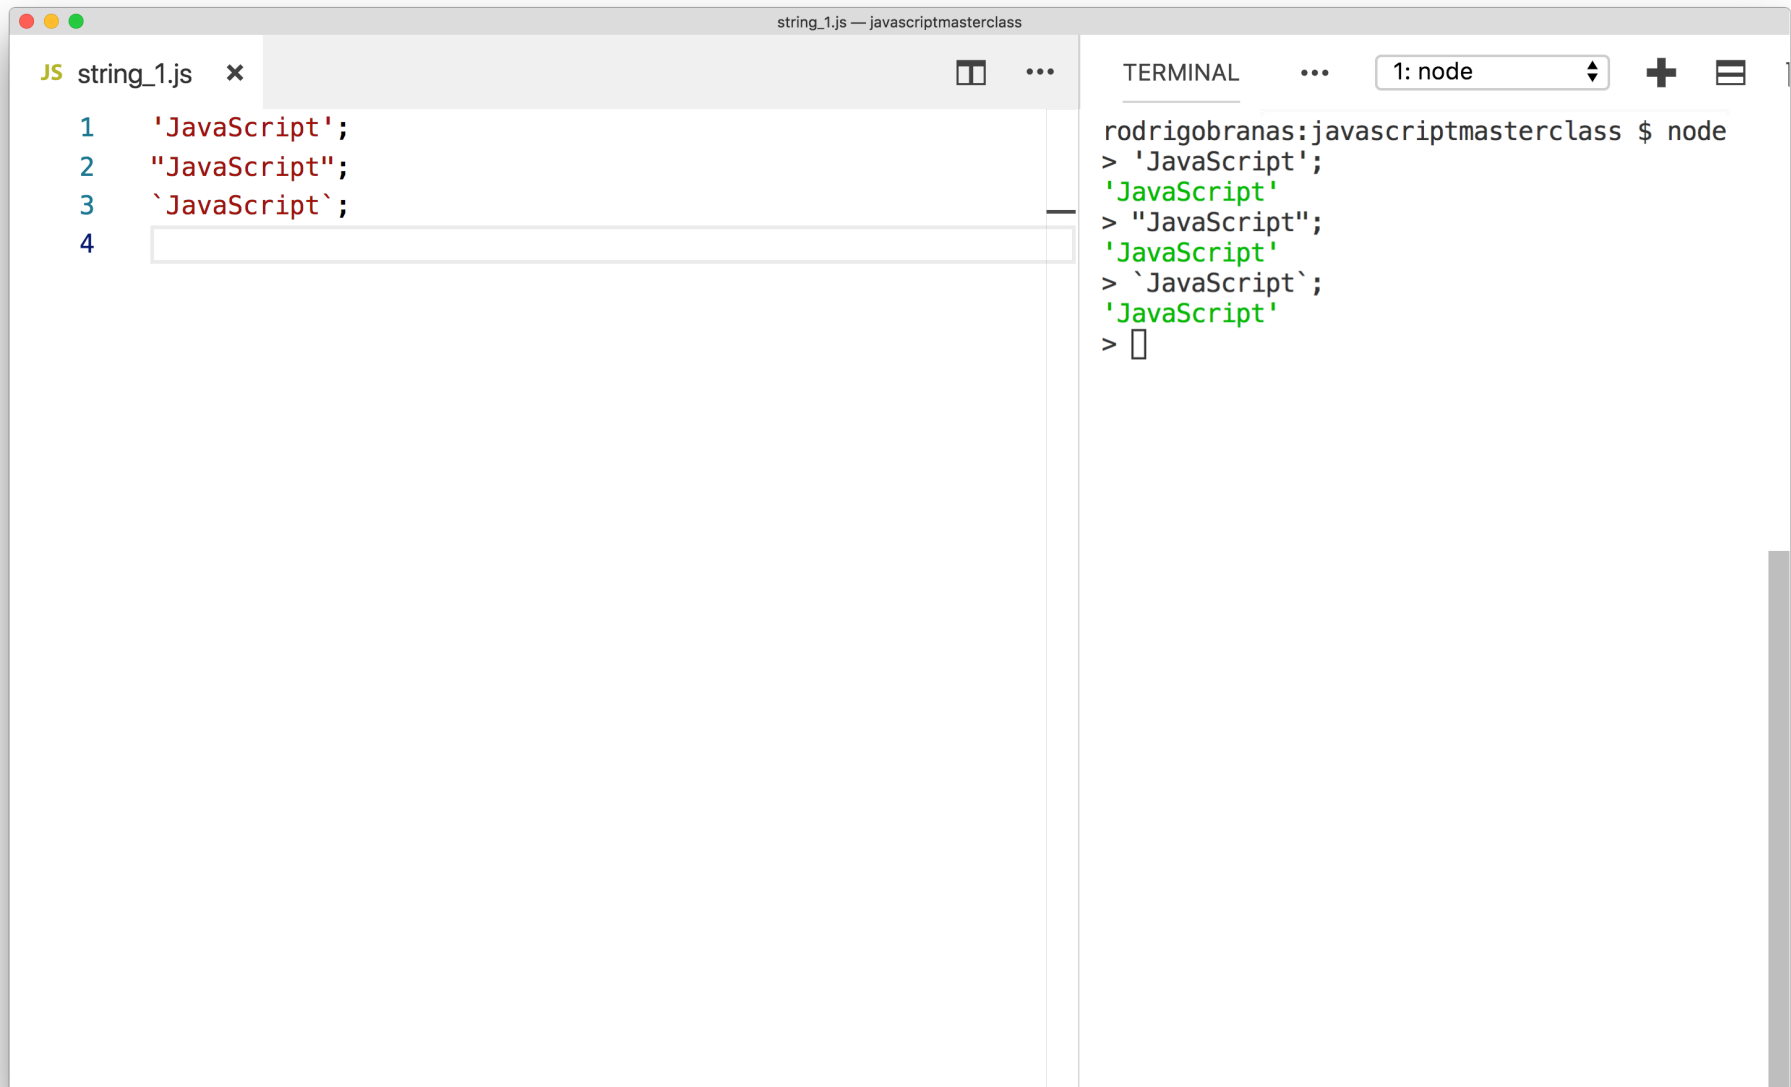 string_1.js — javascriptmasterclass
JS string_1.js ×
TERMINAL
1: node
1 'JavaScript';
2 "JavaScript";
3 `JavaScript`;
4
rodrigobranas:javascriptmasterclass $ node
> 'JavaScript';
'JavaScript'
> "JavaScript";
'JavaScript'
> `JavaScript`;
'JavaScript'
>